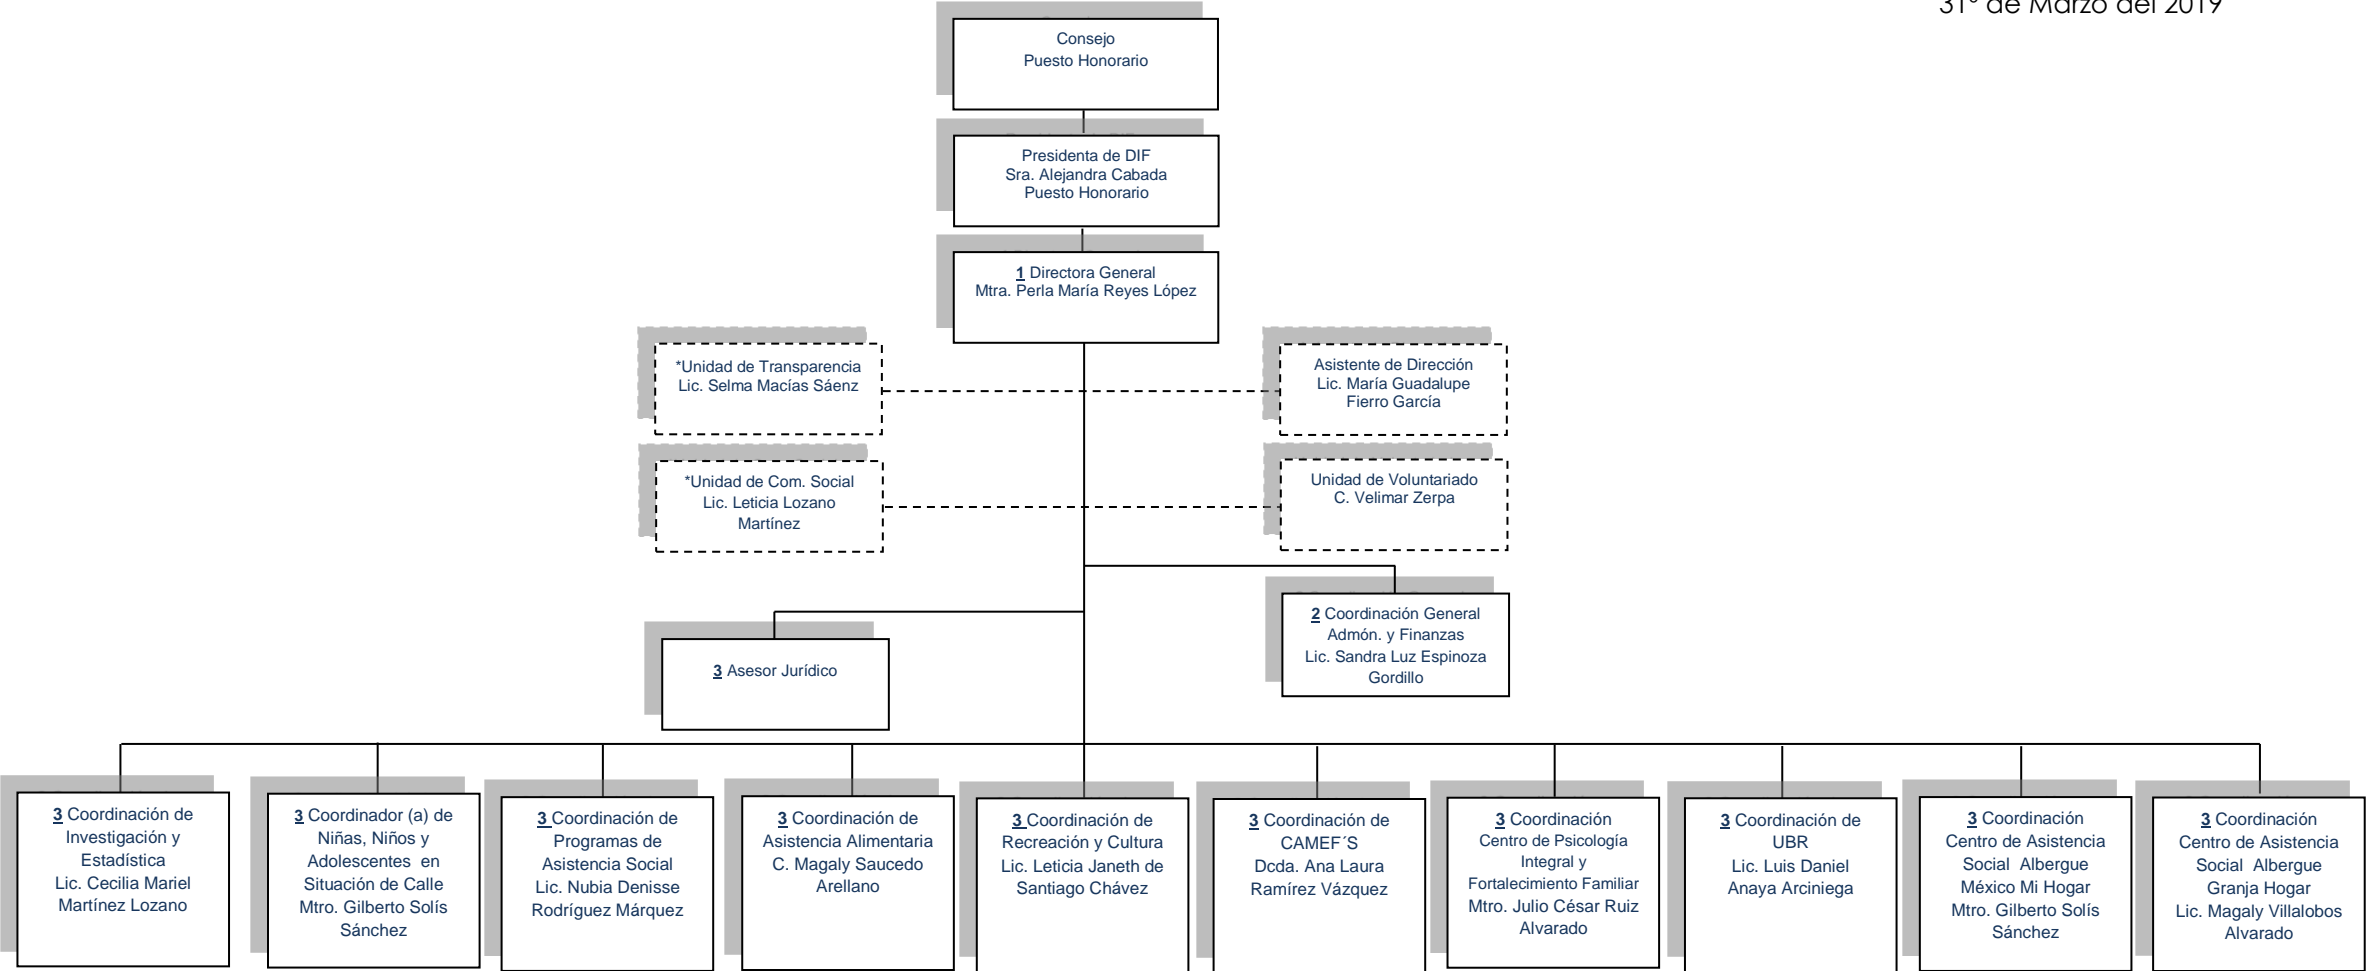 31° de Marzo del 2019
Consejo
Puesto Honorario
Presidenta de DIF
Sra. Alejandra Cabada
Puesto Honorario
1 Directora General
Mtra. Perla María Reyes López
*Unidad de Transparencia
Lic. Selma Macías Sáenz
Asistente de Dirección
Lic. María Guadalupe
Fierro García
*Unidad de Com. Social
Lic. Leticia Lozano
Martínez
Unidad de Voluntariado
C. Velimar Zerpa
2 Coordinación General
Admón. y Finanzas
Lic. Sandra Luz Espinoza
Gordillo
3 Asesor Jurídico
3 Coordinación de
Investigación y
Estadística
Lic. Cecilia Mariel
Martínez Lozano
3 Coordinador (a) de
Niñas, Niños y
Adolescentes en
Situación de Calle
Mtro. Gilberto Solís
Sánchez
3 Coordinación de
Programas de
Asistencia Social
Lic. Nubia Denisse
Rodríguez Márquez
3 Coordinación de
Asistencia Alimentaria
C. Magaly Saucedo
Arellano
3 Coordinación de
Recreación y Cultura
Lic. Leticia Janeth de
Santiago Chávez
3 Coordinación de
CAMEF´S
Dcda. Ana Laura
Ramírez Vázquez
3 Coordinación
Centro de Psicología
Integral y
Fortalecimiento Familiar
Mtro. Julio César Ruiz
Alvarado
3 Coordinación de
UBR
Lic. Luis Daniel
Anaya Arciniega
3 Coordinación
Centro de Asistencia
Social Albergue
México Mi Hogar
Mtro. Gilberto Solís
Sánchez
3 Coordinación
Centro de Asistencia
Social Albergue
Granja Hogar
Lic. Magaly Villalobos
Alvarado